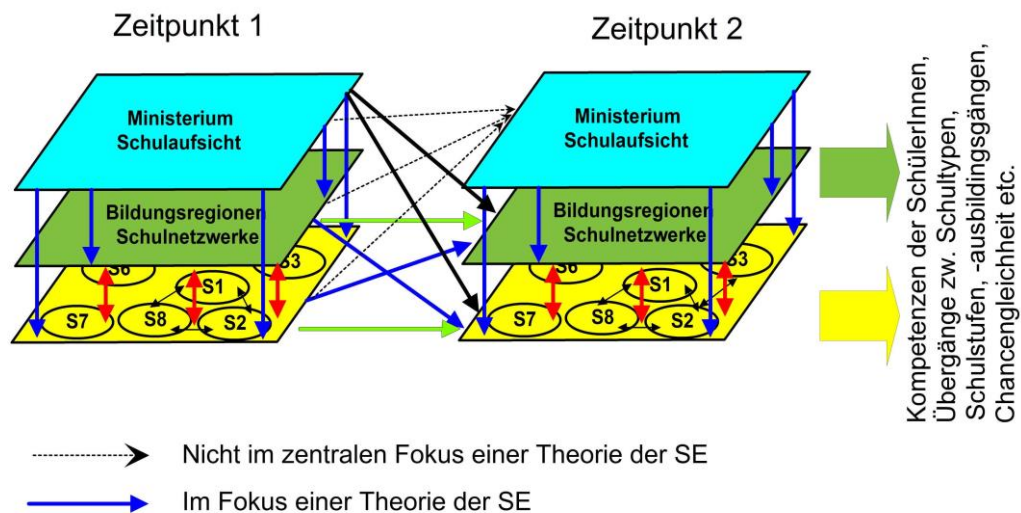 Zeitpunkt 1
Zeitpunkt 2
Ministerium
Schulaufsicht
Bildungsregionen
Schulnetzwerke
S6
S3
S1
S7
S8
S2
Ministerium
Schulaufsicht
Bildungsregionen
Schulnetzwerke
S6
S3
S1
S7
S8
S2
Kompetenzen der SchülerInnen,
Übergänge zw. Schultypen,
Schulstufen, -ausbildingsgängen,
Chancengleichheit etc.
Nicht im zentralen Fokus einer Theorie der SE
Im Fokus einer Theorie der SE